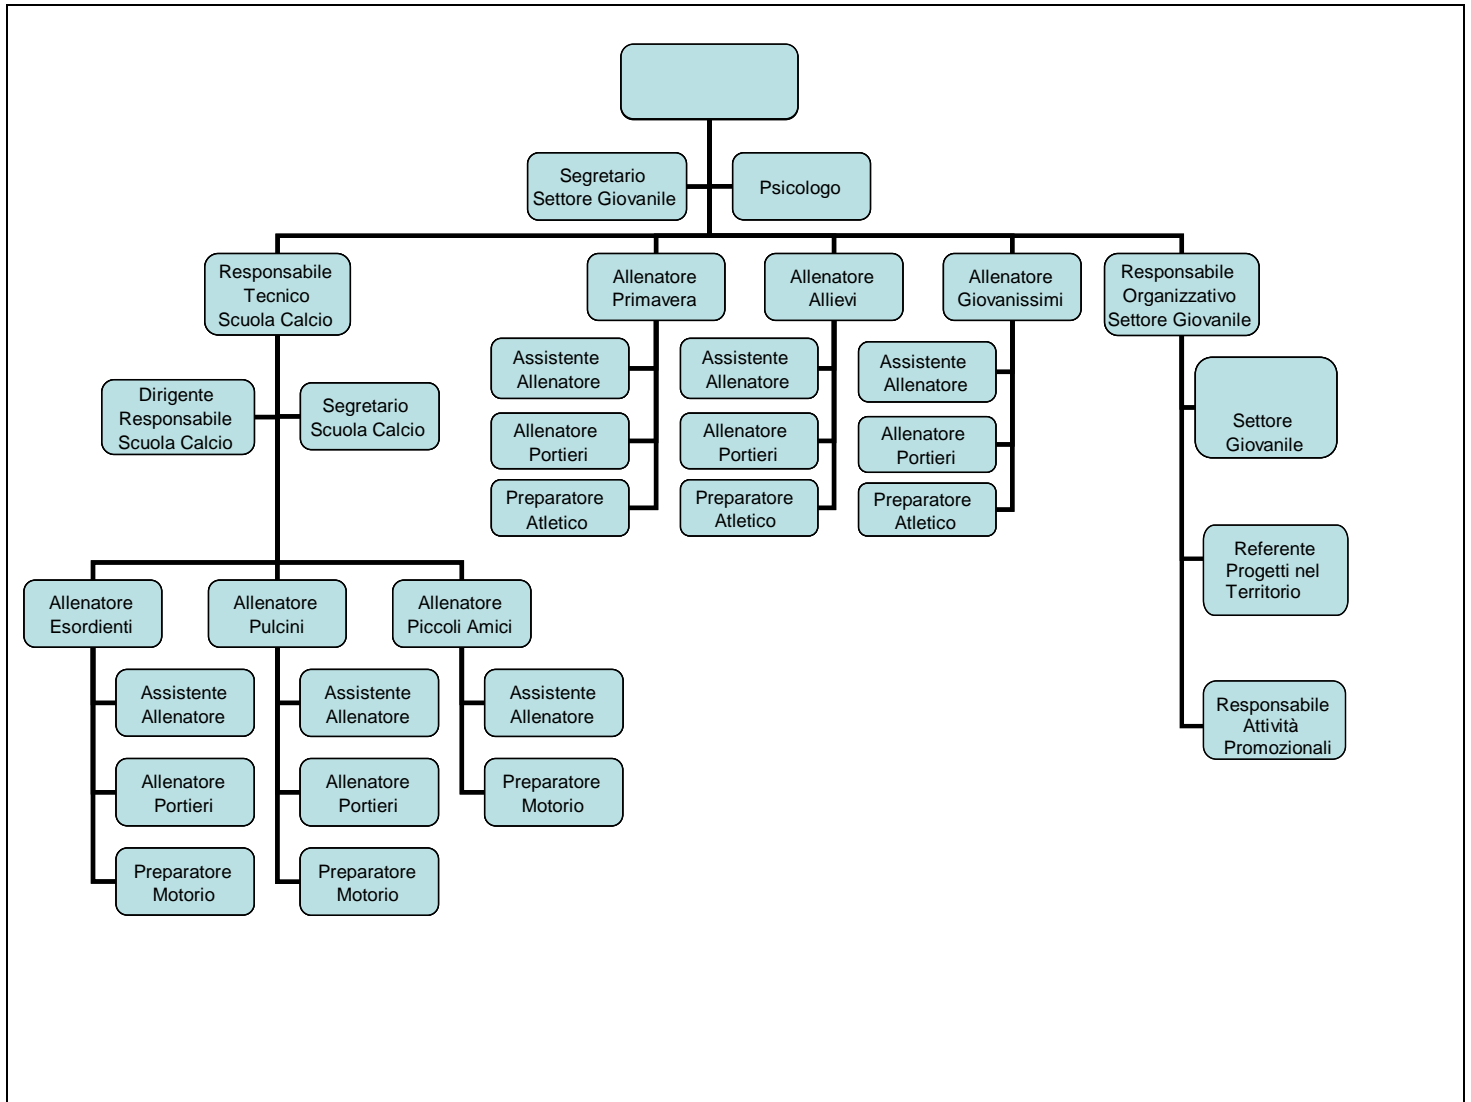 Segretario
Settore Giovanile
Psicologo
Responsabile
Tecnico
Scuola Calcio
Allenatore
Primavera
Allenatore
Allievi
Allenatore
Giovanissimi
Responsabile
Organizzativo
Settore Giovanile
Assistente
Allenatore
Allenatore
Portieri
Preparatore
Atletico
Assistente
Allenatore
Allenatore
Portieri
Preparatore
Atletico
Assistente
Allenatore
Allenatore
Portieri
Preparatore
Atletico
Settore
Giovanile
Referente
Progetti nel
Territorio
Responsabile
Attività
Promozionali
Dirigente
Responsabile
Scuola Calcio
Segretario
Scuola Calcio
Allenatore
Esordienti
Allenatore
Pulcini
Allenatore
Piccoli Amici
Assistente
Allenatore
Allenatore
Portieri
Preparatore
Motorio
Assistente
Allenatore
Allenatore
Portieri
Preparatore
Motorio
Assistente
Allenatore
Preparatore
Motorio